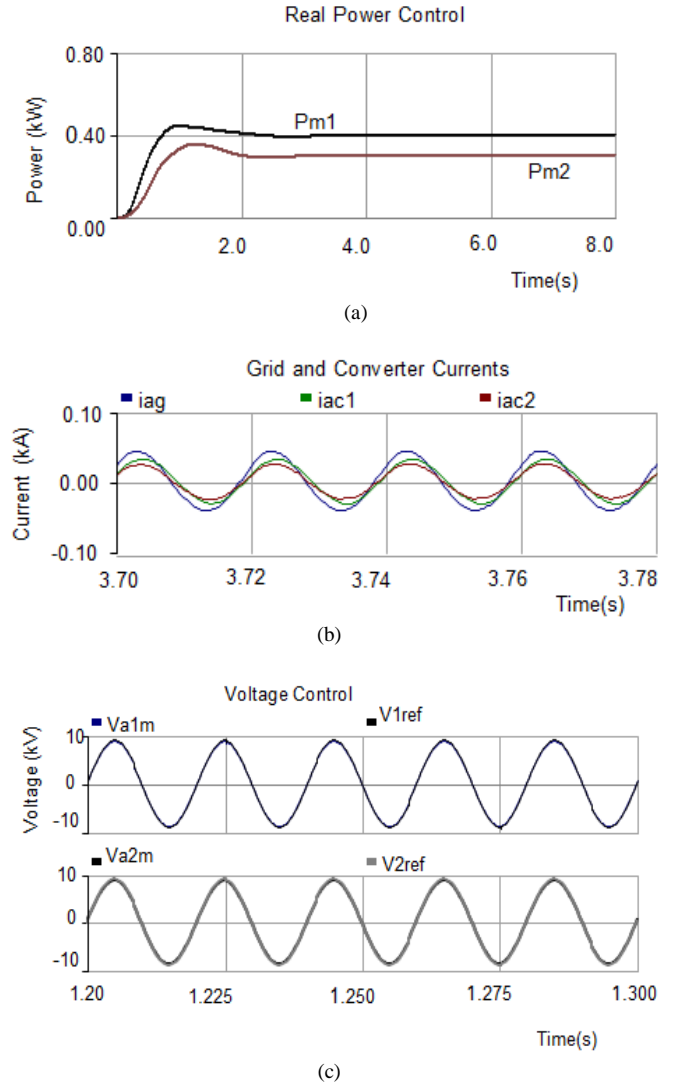 Real Power Control
0.80
0.40
0.00
Power (kW)
Pm1
Pm2
2.0 4.0 6.0 8.0
Time(s)
(a)
Grid and Converter Currents
iag iac1 iac2
0.10
0.00
-0.10
Current (kA)
3.70 3.72 3.74 3.76 3.78
Time(s)
(b)
Voltage Control
Va1m V1ref
10
0
-10
Voltage (kV)
Va2m V2ref
10
0
-10
1.20 1.225 1.250 1.275 1.300
Time(s)
(c)